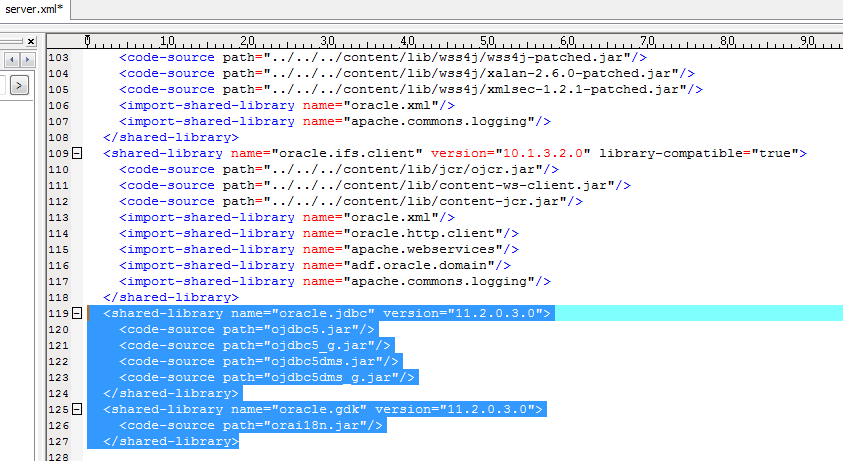 server.xml*
0 10 20 30 40 50 60 70 80 90
103 <code-source path="../../../content/lib/wss4j/wss4j-patched.jar"/>
104 <code-source path="../../../content/lib/wss4j/xalan-2.6.0-patched.jar"/>
105 <code-source path="../../../content/lib/wss4j/xmlsec-1.2.1-patched.jar"/>
106 <import-shared-library name="oracle.xml"/>
107 <import-shared-library name="apache.commons.logging"/>
108 </shared-library>
109 <shared-library name="oracle.ifs.client" version="10.1.3.2.0" library-compatible="true">
110 <code-source path="../../../content/lib/jcr/ojcr.jar"/>
111 <code-source path="../../../content/lib/content-ws-client.jar"/>
112 <code-source path="../../../content/lib/content-jcr.jar"/>
113 <import-shared-library name="oracle.xml"/>
114 <import-shared-library name="oracle.http.client"/>
115 <import-shared-library name="apache.webservices"/>
116 <import-shared-library name="adf.oracle.domain"/>
117 <import-shared-library name="apache.commons.logging"/>
118 </shared-library>
119 <shared-library name="oracle.jdbc" version="11.2.0.3.0">
120 <code-source path="ojdbc5.jar"/>
121 <code-source path="ojdbc5_g.jar"/>
122 <code-source path="ojdbc5dms.jar"/>
123 <code-source path="ojdbc5dms_g.jar"/>
124 </shared-library>
125 <shared-library name="oracle.gdk" version="11.2.0.3.0">
126 <code-source path="orai18n.jar"/>
127 </shared-library>
128